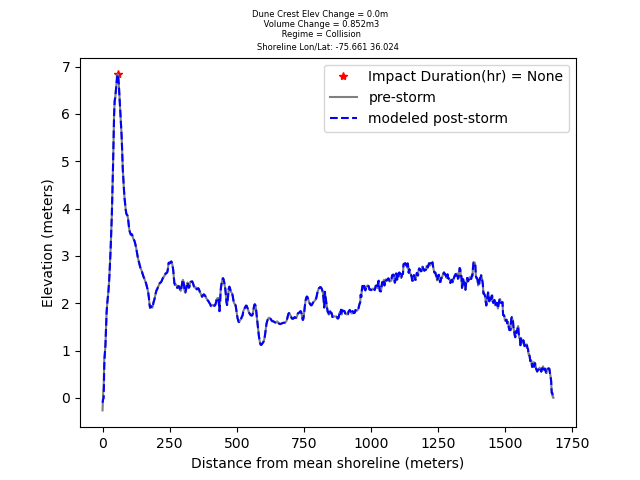 Dune Crest Elev Change = 0.0m
Volume Change = 0.852m3
Regime = Collision
Shoreline Lon/Lat: -75.661 36.024
Impact Duration(hr) = None
pre-storm
modeled post-storm
Elevation (meters)
7
6
5
4
3
2
1
0
0 250 500 750 1000 1250 1500 1750
Distance from mean shoreline (meters)